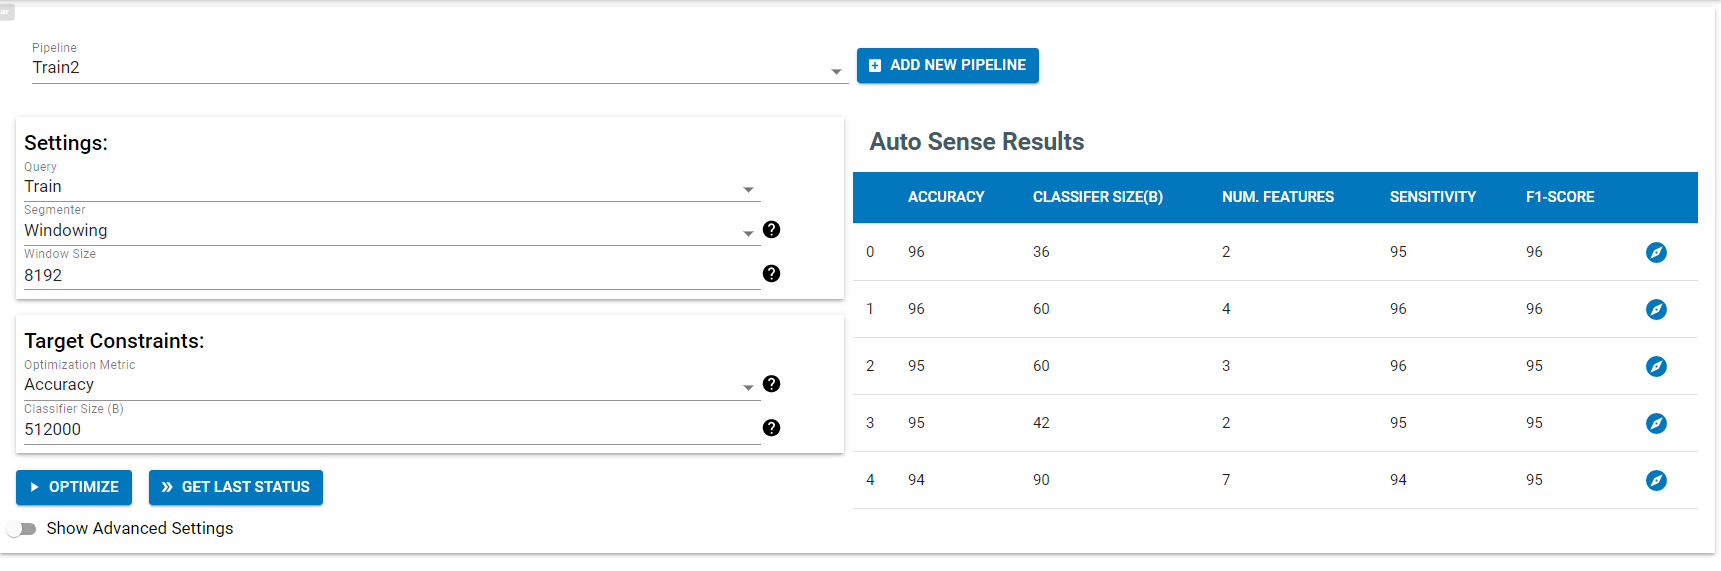 Pipeline
Train2
ADD NEW PIPELINE
Settings:
Query
Train
Segmenter
Windowing
?
Window Size
8192
?
Target Constraints:
Optimization Metric
Accuracy
?
Classifier Size (B)
512000
?
OPTIMIZE
GET LAST STATUS
Show Advanced Settings
Auto Sense Results
ACCURACY CLASSIFER SIZE(B) NUM. FEATURES SENSITIVITY F1-SCORE
0 96 36 2 95 96
1 96 60 4 96 96
2 95 60 3 96 95
3 95 42 2 95 95
4 94 90 7 94 95